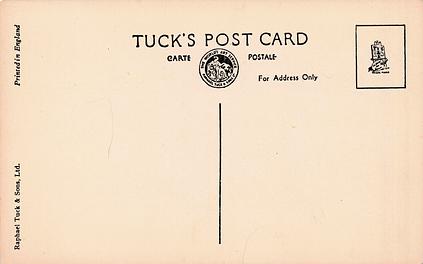 TUCK'S POST CARD
CARTE POSTALE
For Address Only
Printed in England
Raphael Tuck & Sons, Ltd.